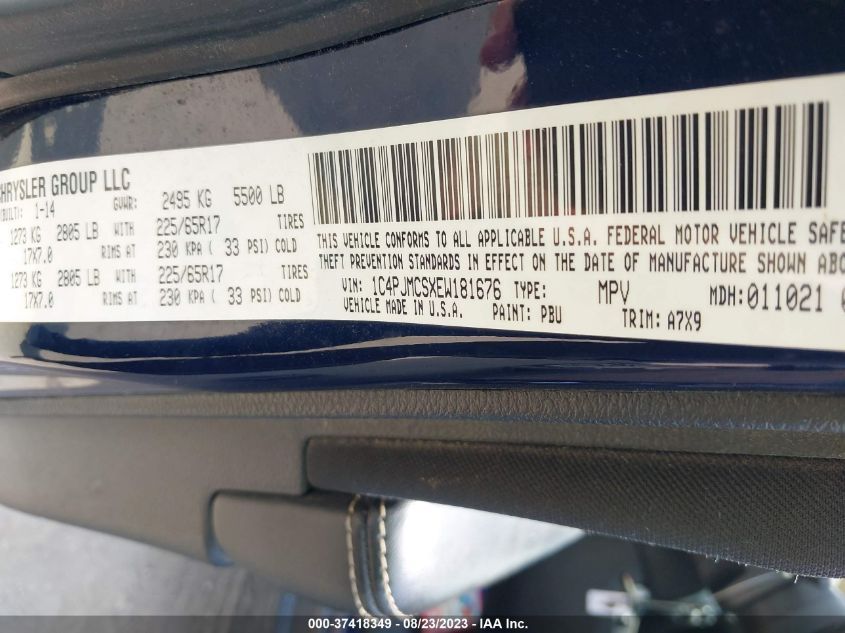 CHRYSLER GROUP LLC
BUILT: 1-14 GVWR: 2495 KG 5500 LB
1273 KG 2805 LB WITH 225/65R17 TIRES
17X7.0 RIMS AT 230 KPA ( 33 PSI) COLD
1273 KG 2805 LB WITH 225/65R17 TIRES
17X7.0 RIMS AT 230 KPA ( 33 PSI) COLD
THIS VEHICLE CONFORMS TO ALL APPLICABLE U.S.A. FEDERAL MOTOR VEHICLE SAFE
THEFT PREVENTION STANDARDS IN EFFECT ON THE DATE OF MANUFACTURE SHOWN ABO
VIN: 1C4PJMCSXEW181676 TYPE: MPV MDH: 011021
VEHICLE MADE IN U.S.A. PAINT: PBU TRIM: A7X9
000-37418349 - 08/23/2023 - IAA Inc.